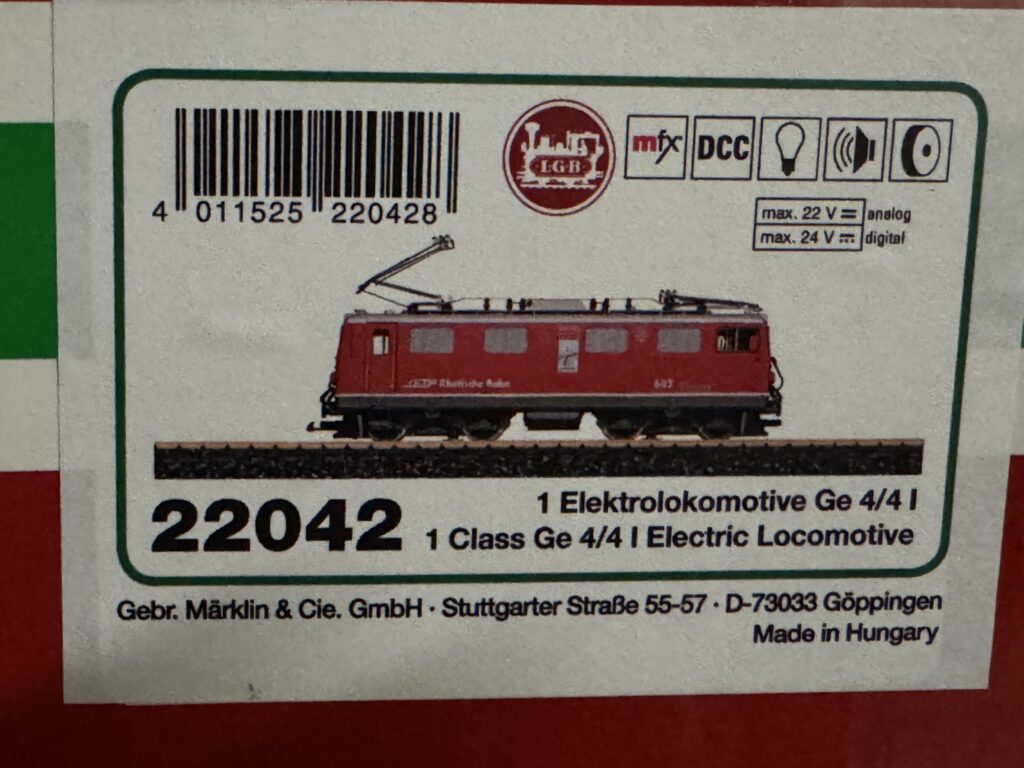 4 011525 220428
LGB
mfx
DCC
max. 22 V analog
max. 24 V digital
Rhätische Bahn
22042
1 Elektrolokomotive Ge 4/4 I
1 Class Ge 4/4 I Electric Locomotive
Gebr. Märklin & Cie. GmbH · Stuttgarter Straße 55-57 · D-73033 Göppingen
Made in Hungary